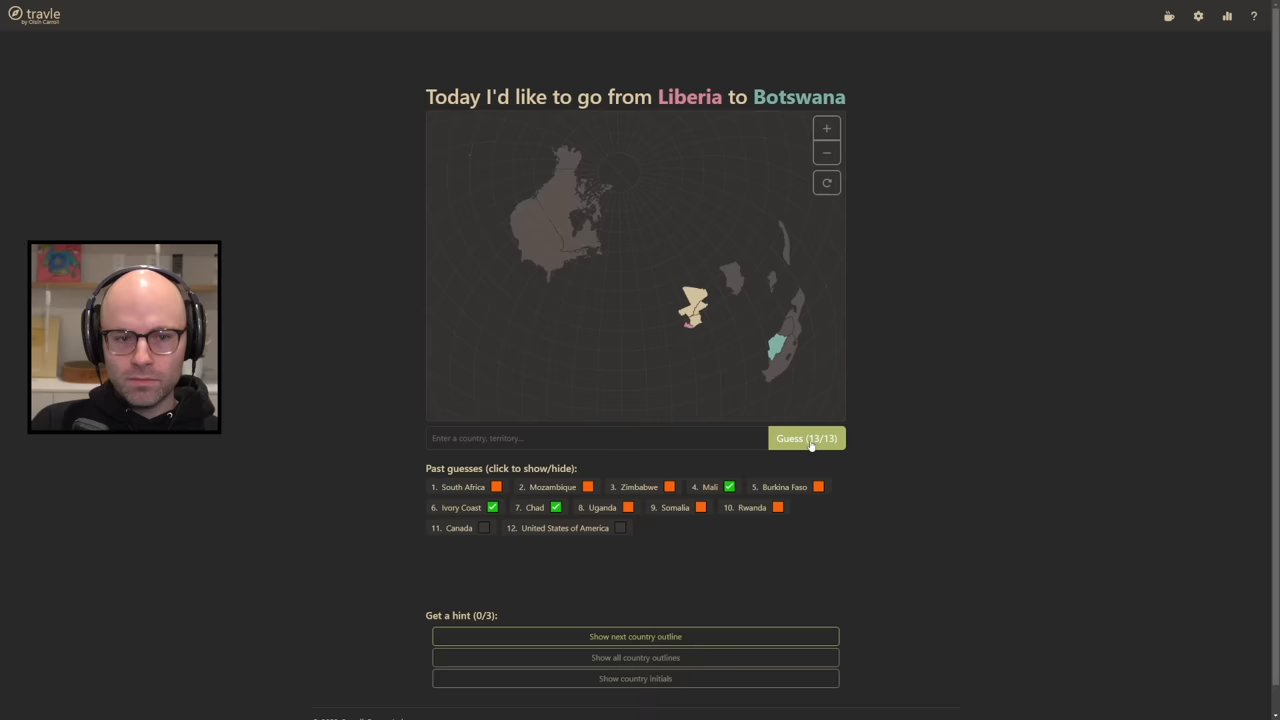 travle
by Oisín Carroll
Today I'd like to go from Liberia to Botswana
+
−
Enter a country, territory...
Guess (13/13)
Past guesses (click to show/hide):
1. South Africa 2. Mozambique 3. Zimbabwe 4. Mali 5. Burkina Faso
6. Ivory Coast 7. Chad 8. Uganda 9. Somalia 10. Rwanda
11. Canada 12. United States of America
Get a hint (0/3):
Show next country outline
Show all country outlines
Show country initials